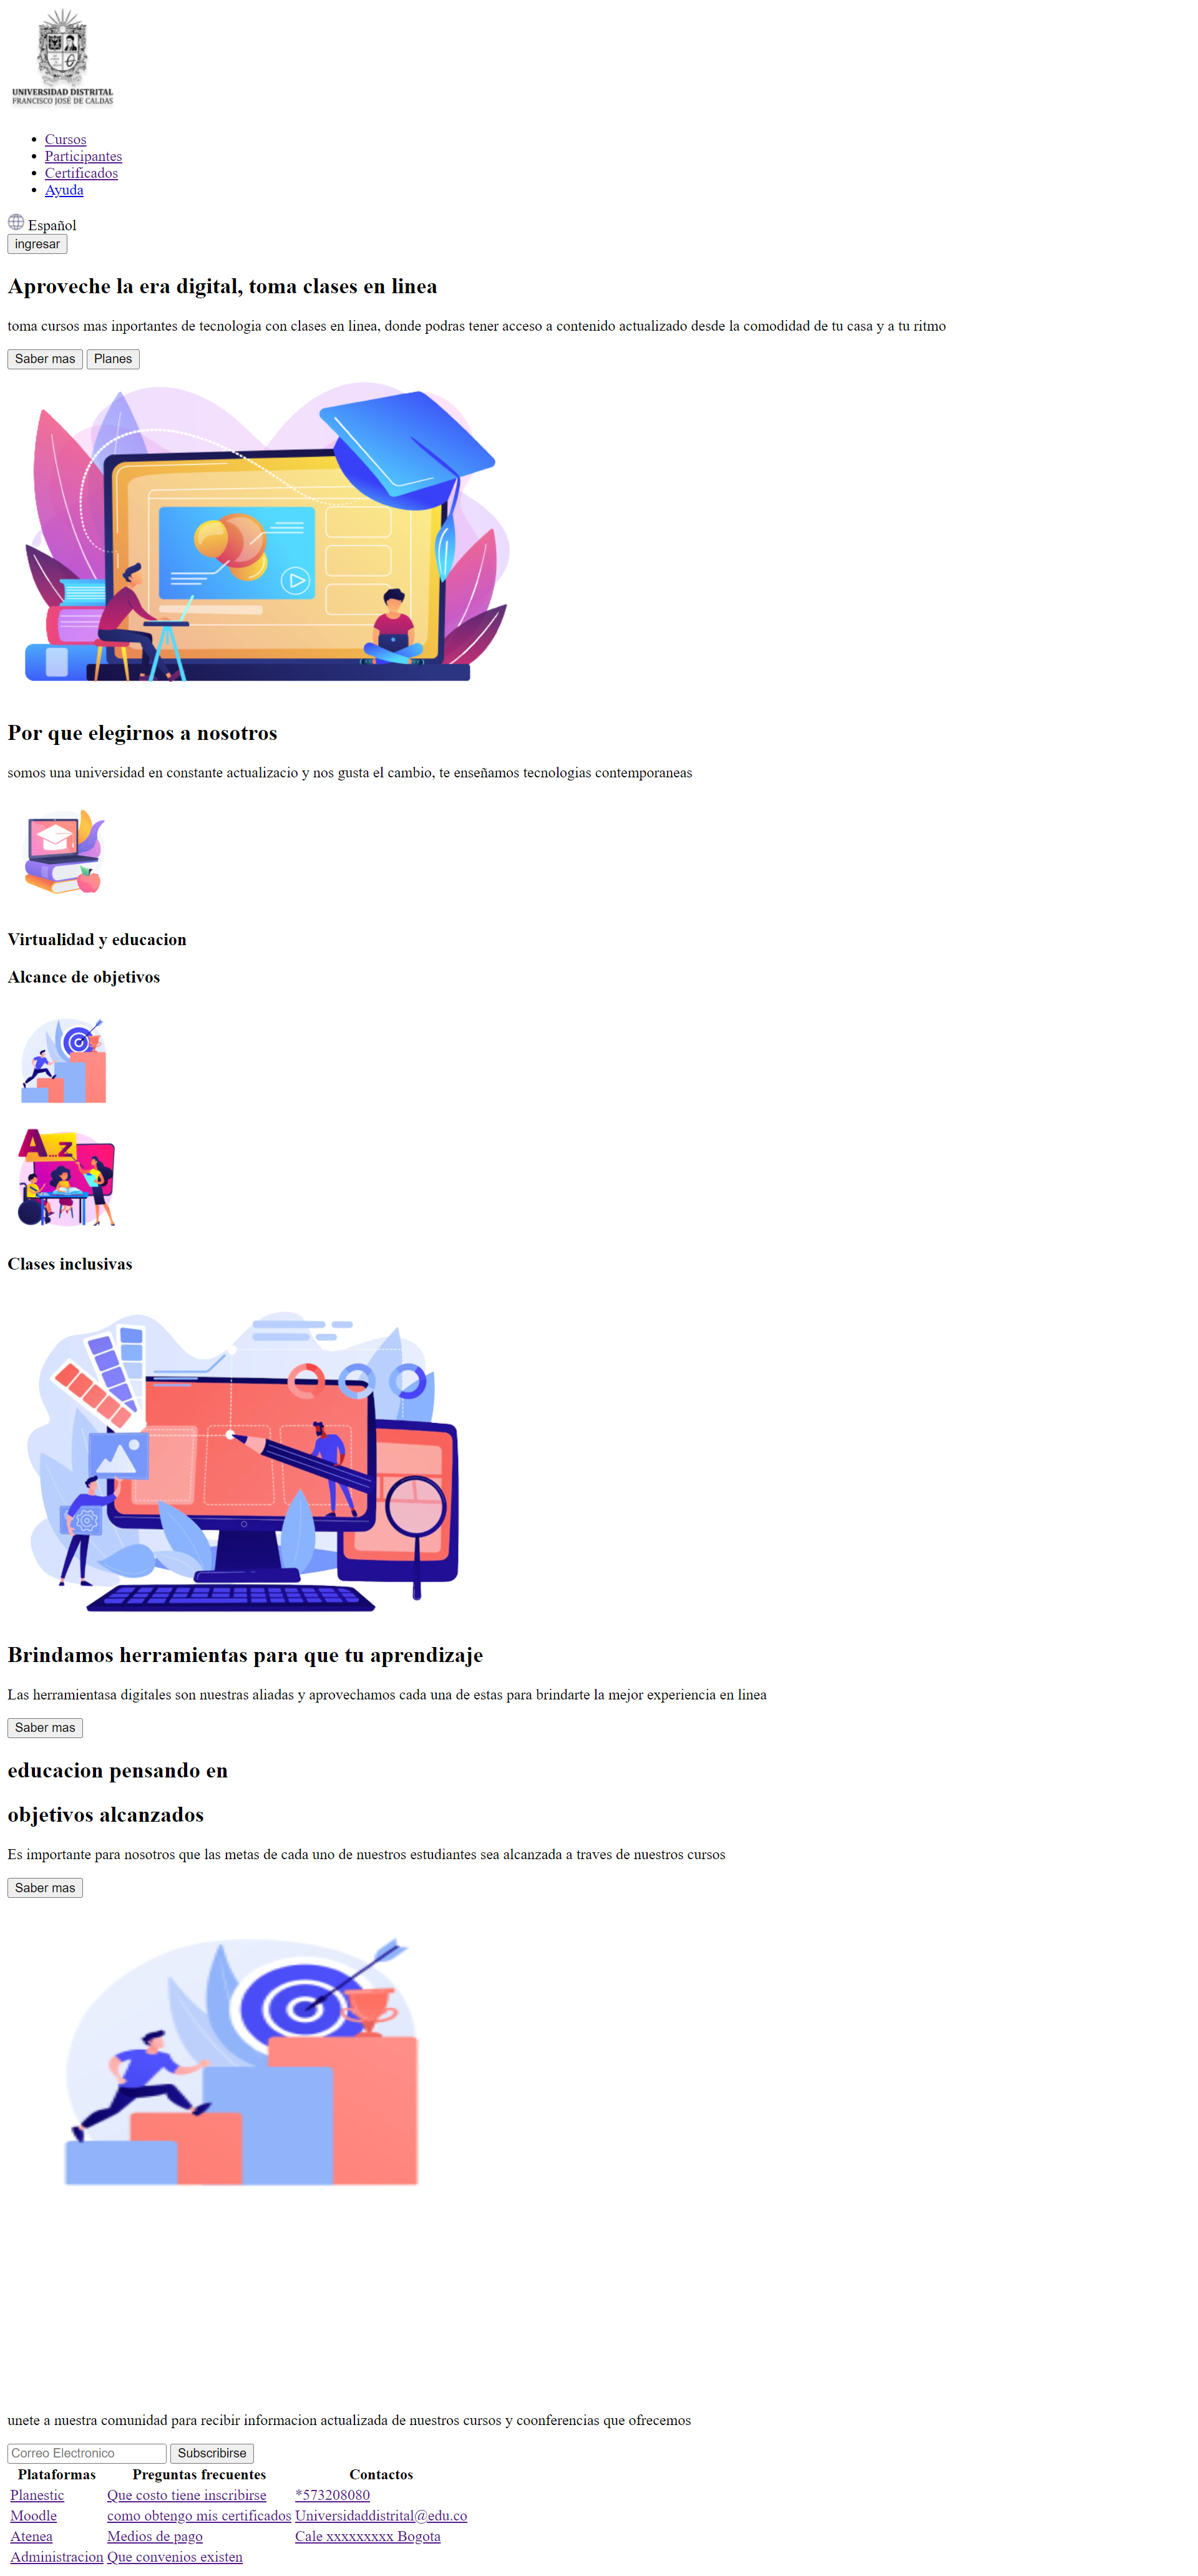 UNIVERSIDAD DISTRITAL
FRANCISCO JOSÉ DE CALDAS
Cursos
Participantes
Certificados
Ayuda
Español
ingresar
Aproveche la era digital, toma clases en linea
toma cursos mas inportantes de tecnologia con clases en linea, donde podras tener acceso a contenido actualizado desde la comodidad de tu casa y a tu ritmo
Saber mas Planes
Por que elegirnos a nosotros
somos una universidad en constante actualizacio y nos gusta el cambio, te enseñamos tecnologias contemporaneas
Virtualidad y educacion
Alcance de objetivos
A...z
Clases inclusivas
Brindamos herramientas para que tu aprendizaje
Las herramientasa digitales son nuestras aliadas y aprovechamos cada una de estas para brindarte la mejor experiencia en linea
Saber mas
educacion pensando en
objetivos alcanzados
Es importante para nosotros que las metas de cada uno de nuestros estudiantes sea alcanzada a traves de nuestros cursos
Saber mas
unete a nuestra comunidad para recibir informacion actualizada de nuestros cursos y coonferencias que ofrecemos
Correo Electronico Subscribirse
Plataformas Preguntas frecuentes Contactos
Planestic Que costo tiene inscribirse *573208080
Moodle como obtengo mis certificados Universidaddistrital@edu.co
Atenea Medios de pago Cale xxxxxxxxx Bogota
Administracion Que convenios existen